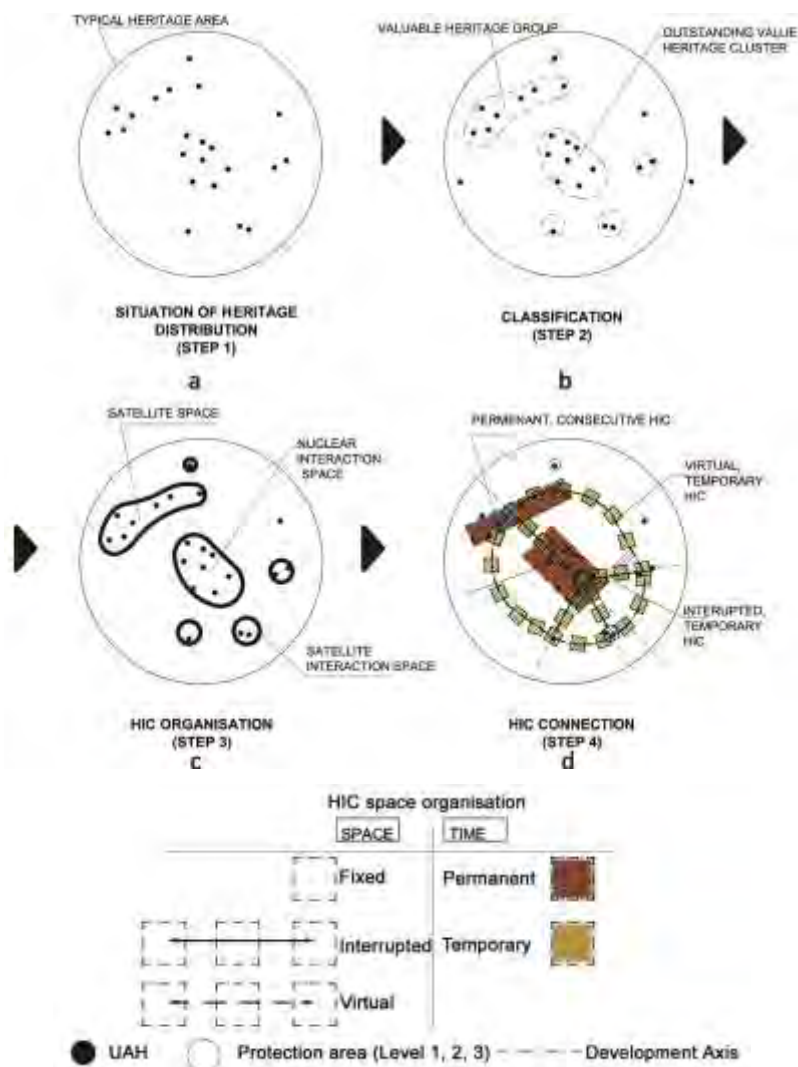 TYPICAL HERITAGE AREA
VALUABLE HERITAGE GROUP
OUTSTANDING VALUE
HERITAGE CLUSTER
SITUATION OF HERITAGE
DISTRIBUTION
(STEP 1)
a
CLASSIFICATION
(STEP 2)
b
SATELLITE SPACE
NUCLEAR
INTERACTION
SPACE
SATELLITE
INTERACTION SPACE
HIC ORGANISATION
(STEP 3)
c
PERMENANT, CONSECUTIVE HIC
VIRTUAL,
TEMPORARY
HIC
INTERUPTED,
TEMPORARY
HIC
HIC CONNECTION
(STEP 4)
d
HIC space organisation
SPACE TIME
Fixed Permanent
Interrupted Temporary
Virtual
UAH Protection area (Level 1, 2, 3) Development Axis